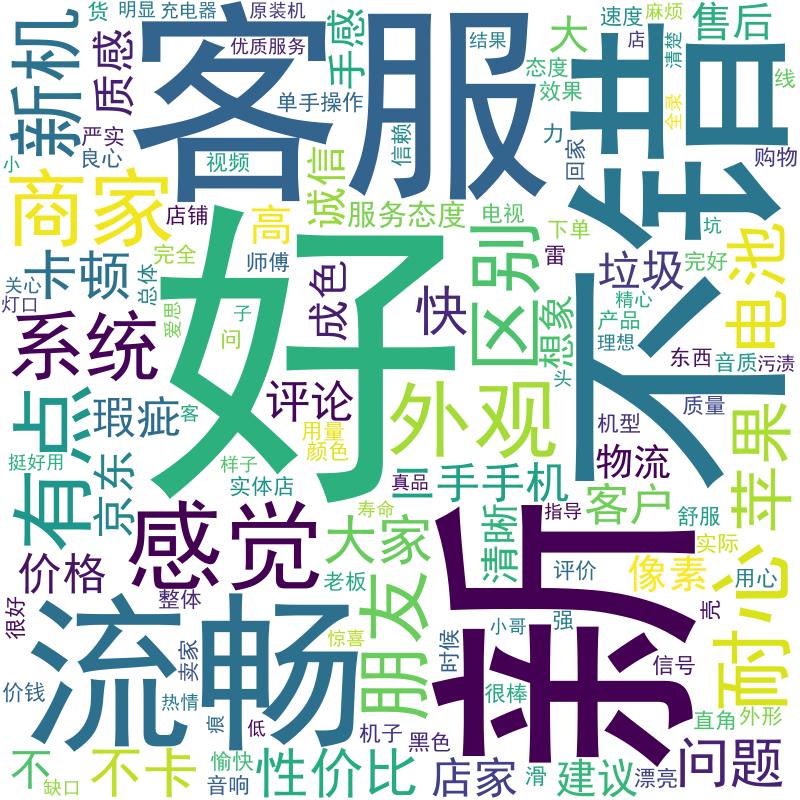 货
明显
充电器
原装机
速度
麻烦
售后
新机
质感
优质服务
客服
手感
结果
大
店
清楚
态度
效果
不错
线
单手操作
严实
良心
小
视频
信赖
力
回家
全录
购物
商家
店铺
诚信
高
服务态度
电视
下单
坑
雷
区别
电池
卡顿
完全
师傅
关心
灯口
总体
爱思
子
问
成色
快
想象
垃圾
完好
精心
产品
理想
东西
音质
污渍
好
系统
评论
外观
头
有点
瑕疵
客
用量
颜色
机型
质量
苹果
挺好用
京东
样子
实体店
真品
二手手机
物流
感觉
寿命
大家
清晰
指导
客户
舒服
新
价格
整体
老板
实际
评价
像素
用心
耐心
很好
流畅
朋友
惊喜
小哥
强
壳
卖家
时候
信号
价钱
热情
痕
低
很棒
直角
外形
机子
黑色
不
缺口
不卡
愉快
音响
性价比
店家
滑
建议
漂亮
问题